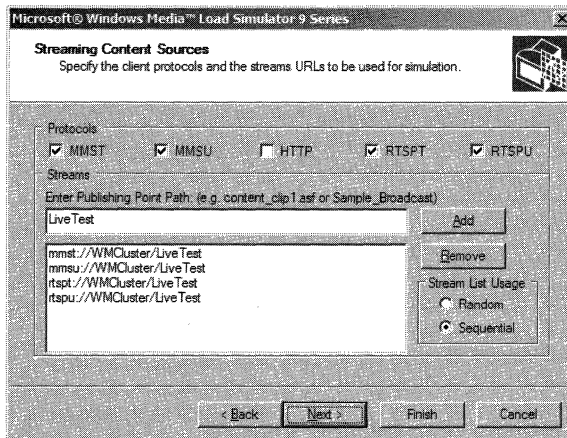 Microsoft® Windows Media™ Load Simulator 9 Series
Streaming Content Sources
Specify the client protocols and the streams URLs to be used for simulation.
Protocols
MMST MMSU HTTP RTSPT RTSPU
Streams
Enter Publishing Point Path: (e.g. content_clip1.asf or Sample_Broadcast)
LiveTest
Add
mmst://WMCluster/LiveTest
mmsu://WMCluster/LiveTest
rtspt://WMCluster/LiveTest
rtspu://WMCluster/LiveTest
Remove
Stream List Usage
Random
Sequential
< Back Next > Finish Cancel